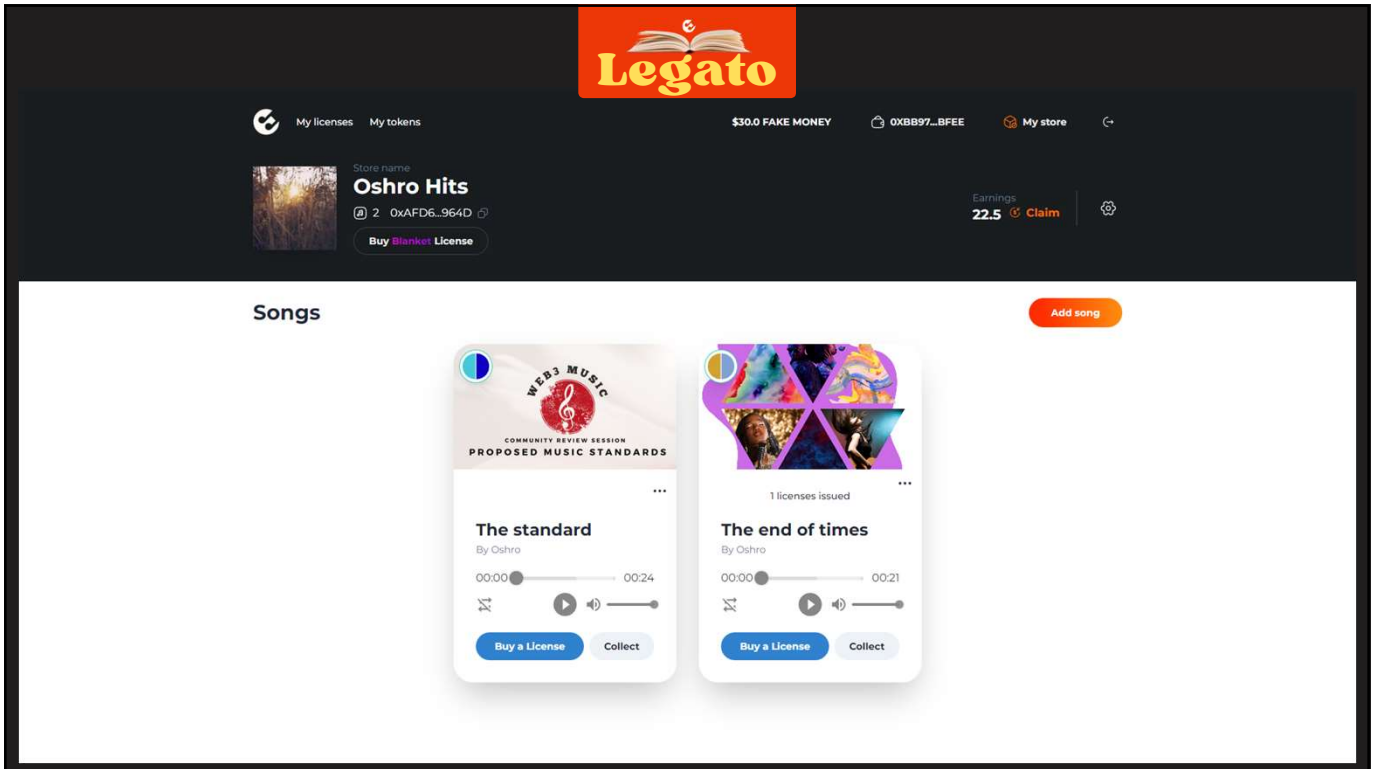 Legato
My licenses My tokens $30.0 FAKE MONEY 0XBB97...BFEE My store
Store name
Oshro Hits
2 0xAFD6...964D
Buy Blanket License
Earnings
22.5 Claim
Songs
Add song
WEB3 MUSIC
COMMUNITY REVIEW SESSION
PROPOSED MUSIC STANDARDS
The standard
By Oshro
00:00 00:24
Buy a License Collect
1 licenses issued
The end of times
By Oshro
00:00 00:21
Buy a License Collect